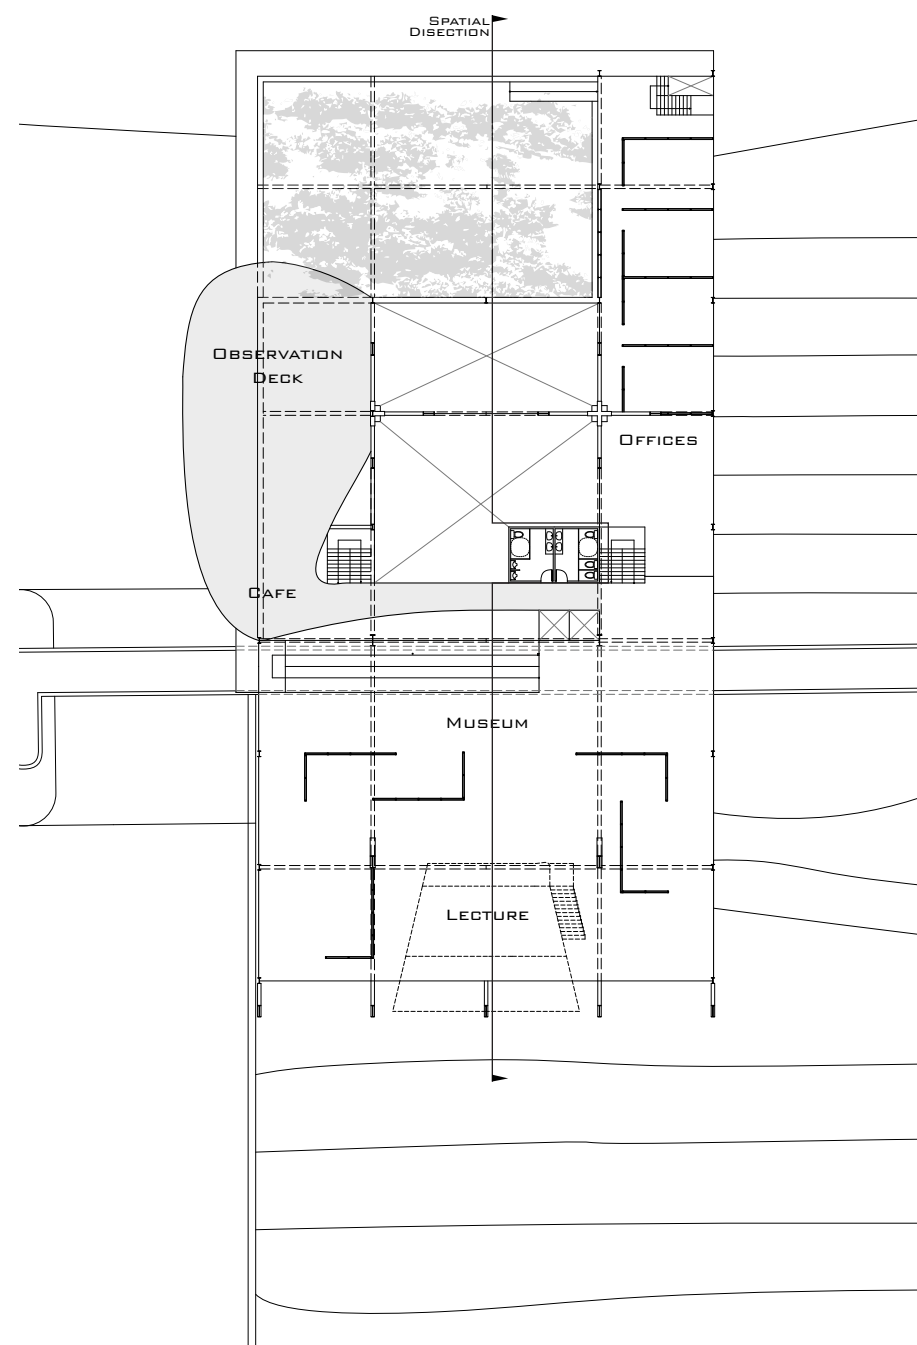 Spatial
Disection
Observation
Deck
Offices
Cafe
Museum
Lecture